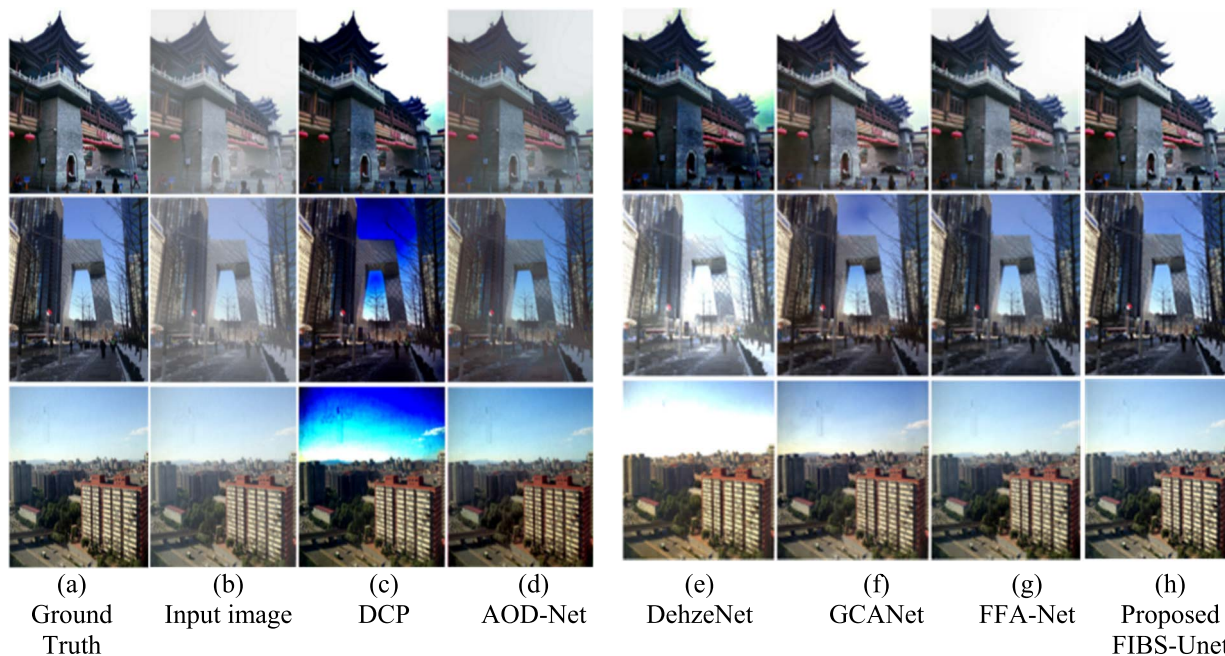 (a) (b) (c) (d) (e) (f) (g) (h)
Ground Input image DCP AOD-Net DehzeNet GCANet FFA-Net Proposed
Truth FIBS-Unet